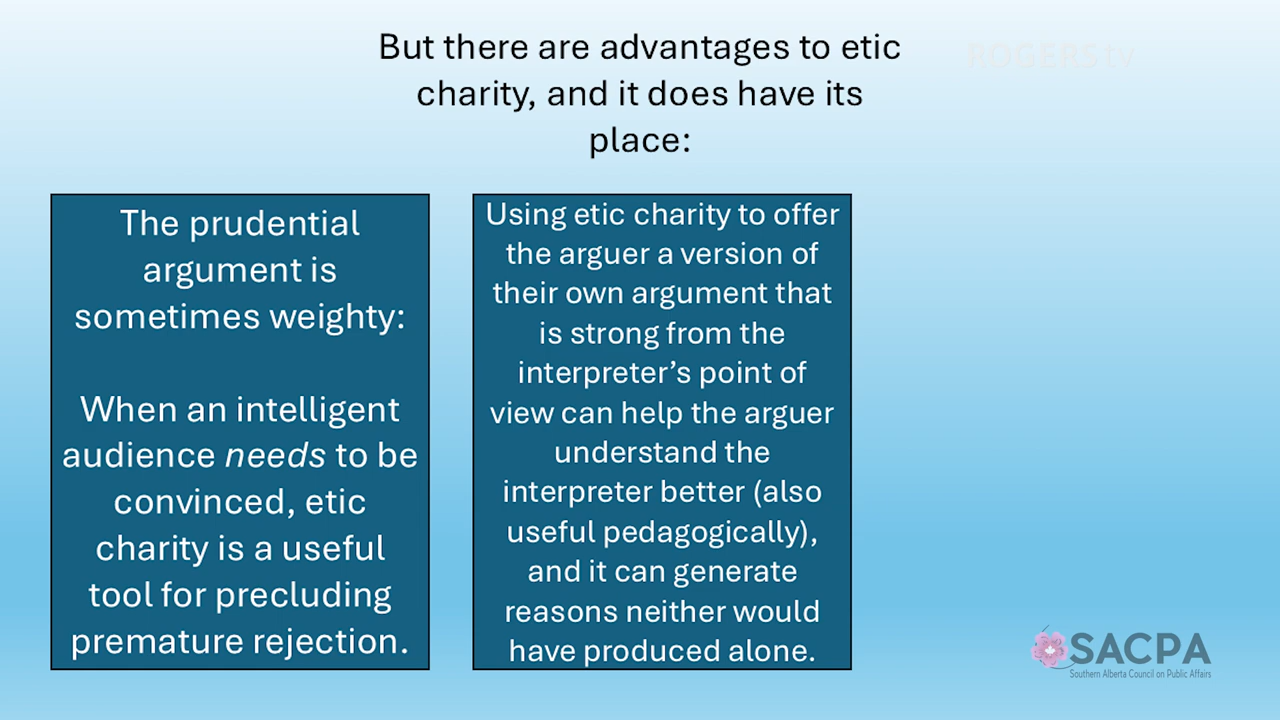 But there are advantages to etic
charity, and it does have its
place:
ROGERS tv
The prudential
argument is
sometimes weighty:
When an intelligent
audience needs to be
convinced, etic
charity is a useful
tool for precluding
premature rejection.
Using etic charity to offer
the arguer a version of
their own argument that
is strong from the
interpreter’s point of
view can help the arguer
understand the
interpreter better (also
useful pedagogically),
and it can generate
reasons neither would
have produced alone.
SACPA
Southern Alberta Council on Public Affairs